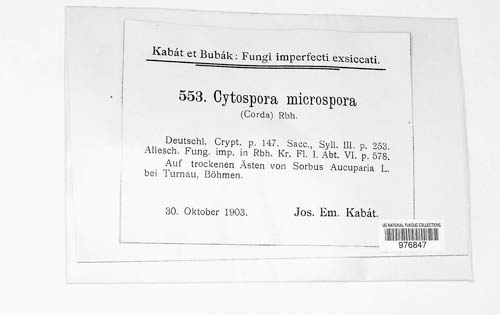 Kabát et Bubák: Fungi imperfecti exsiccati.
553. Cytospora microspora
(Corda) Rbh.
Deutschl. Crypt. p. 147. Sacc., Syll. III. p. 253.
Allesch. Fung. imp. in Rbh. Kr. Fl. I. Abt. VI. p. 578.
Auf trockenen Ästen von Sorbus Aucuparia L.
bei Turnau, Böhmen.
30. Oktober 1903. Jos. Em. Kabát.
US NATIONAL FUNGUS COLLECTIONS
976847